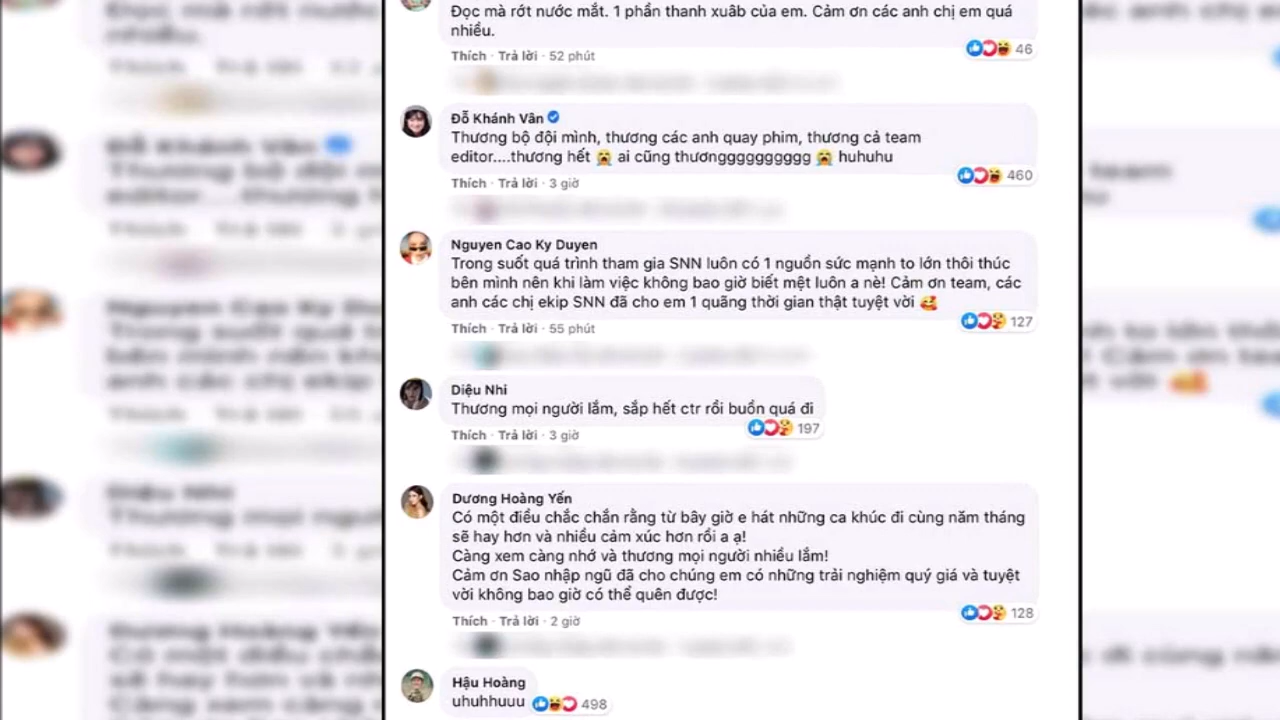 Đọc mà rớt nước mắt. 1 phần thanh xuâb của em. Cảm ơn các anh chị em quá
nhiều.
Thích · Trả lời · 52 phút
46
Đỗ Khánh Vân
Thương bộ đội mình, thương các anh quay phim, thương cả team
editor....thương hết 😭 ai cũng thươngggggggggg 😭 huhuhu
Thích · Trả lời · 3 giờ
460
Nguyen Cao Ky Duyen
Trong suốt quá trình tham gia SNN luôn có 1 nguồn sức mạnh to lớn thôi thúc
bên mình nên khi làm việc không bao giờ biết mệt luôn a nè! Cảm ơn team, các
anh các chị ekip SNN đã cho em 1 quãng thời gian thật tuyệt vời 🥰
Thích · Trả lời · 55 phút
127
Diệu Nhi
Thương mọi người lắm, sắp hết ctr rồi buồn quá đi
Thích · Trả lời · 3 giờ
197
Dương Hoàng Yến
Có một điều chắc chắn rằng từ bây giờ e hát những ca khúc đi cùng năm tháng
sẽ hay hơn và nhiều cảm xúc hơn rồi a ạ!
Càng xem càng nhớ và thương mọi người nhiều lắm!
Cảm ơn Sao nhập ngũ đã cho chúng em có những trải nghiệm quý giá và tuyệt
vời không bao giờ có thể quên được!
Thích · Trả lời · 2 giờ
128
Hậu Hoàng
uhuhhuuu
498